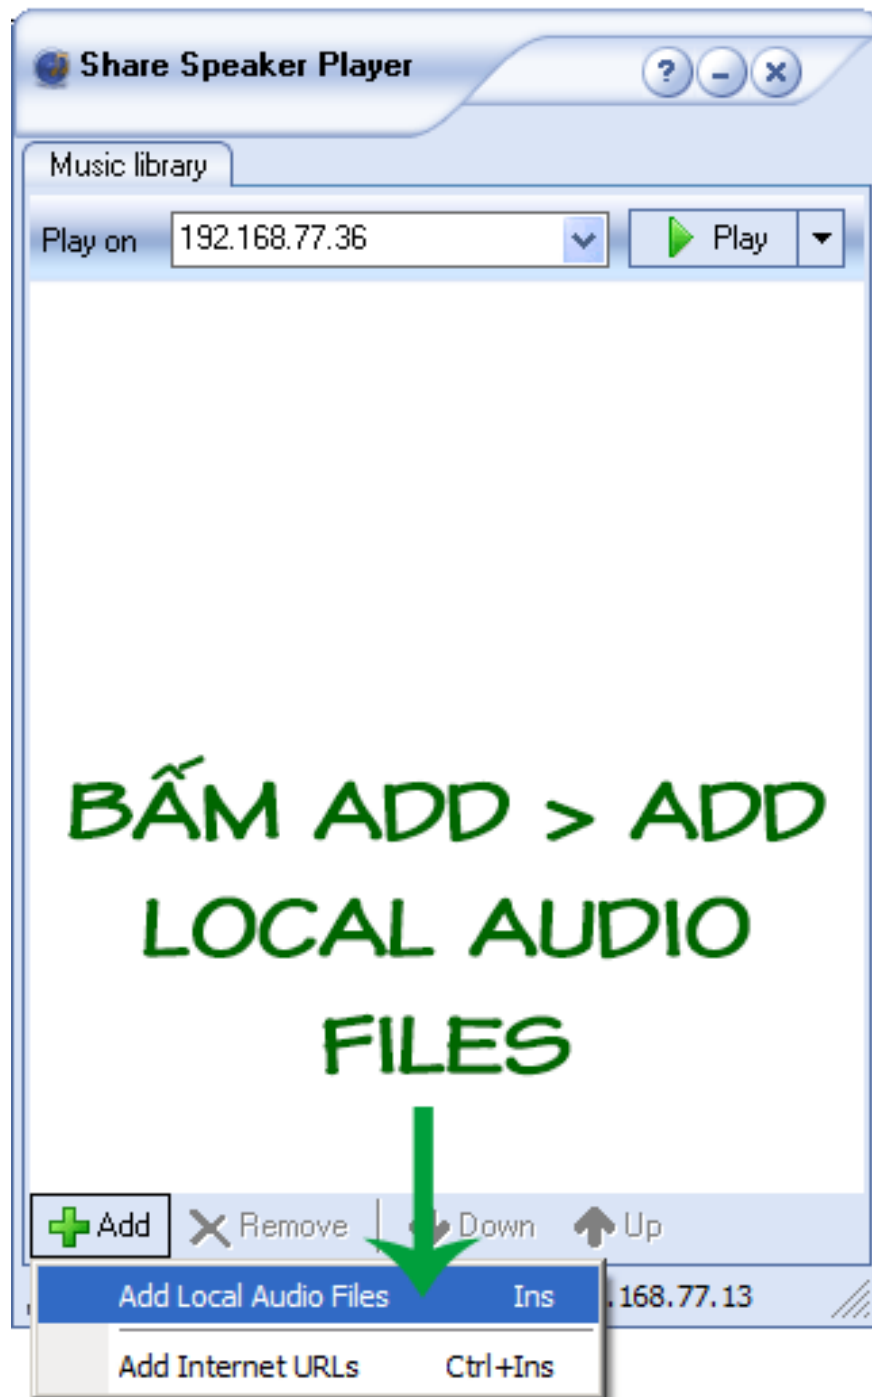 Share Speaker Player
?
Music library
Play on 192.168.77.36 Play
BẤM ADD > ADD
LOCAL AUDIO
FILES
Add Remove Down Up
Add Local Audio Files Ins .168.77.13
Add Internet URLs Ctrl+Ins